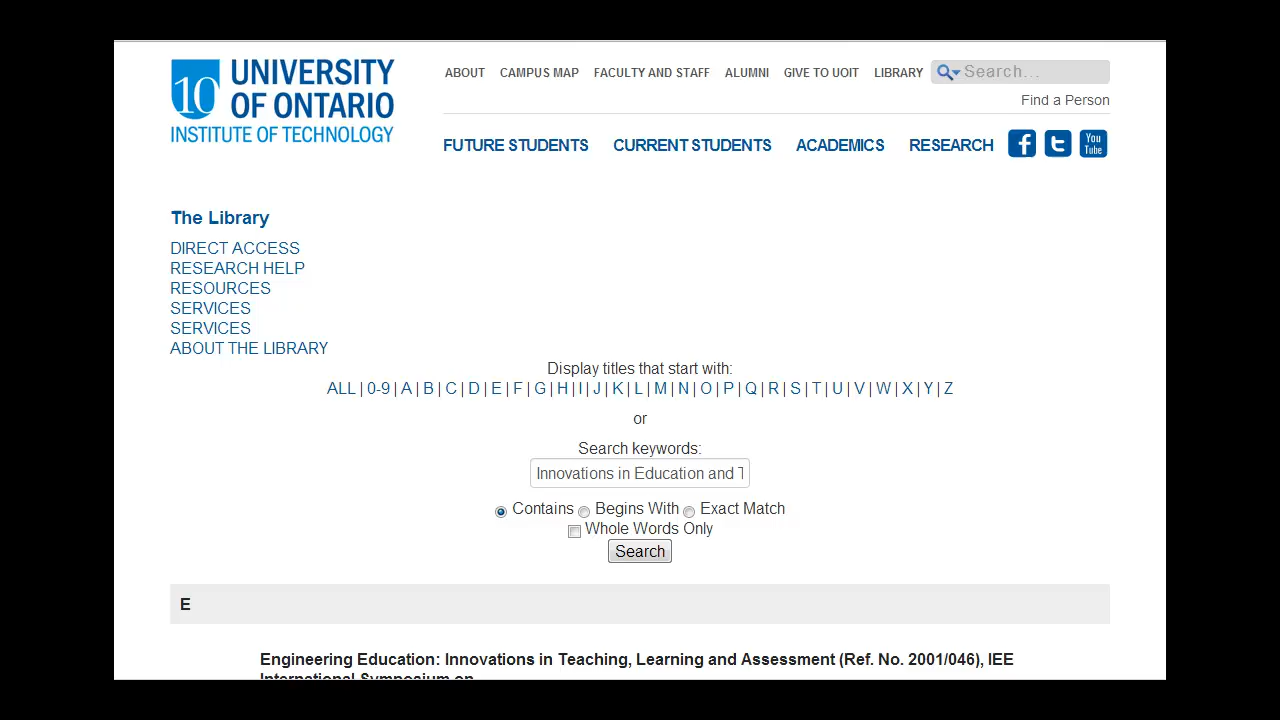 10
UNIVERSITY
OF ONTARIO
INSTITUTE OF TECHNOLOGY
ABOUT CAMPUS MAP FACULTY AND STAFF ALUMNI GIVE TO UOIT LIBRARY Search...
Find a Person
FUTURE STUDENTS CURRENT STUDENTS ACADEMICS RESEARCH f t You Tube
The Library
DIRECT ACCESS
RESEARCH HELP
RESOURCES
SERVICES
SERVICES
ABOUT THE LIBRARY
Display titles that start with:
ALL | 0-9 | A | B | C | D | E | F | G | H | I | J | K | L | M | N | O | P | Q | R | S | T | U | V | W | X | Y | Z
or
Search keywords:
Innovations in Education and T
Contains Begins With Exact Match
Whole Words Only
Search
E
Engineering Education: Innovations in Teaching, Learning and Assessment (Ref. No. 2001/046), IEE
International Symposium on